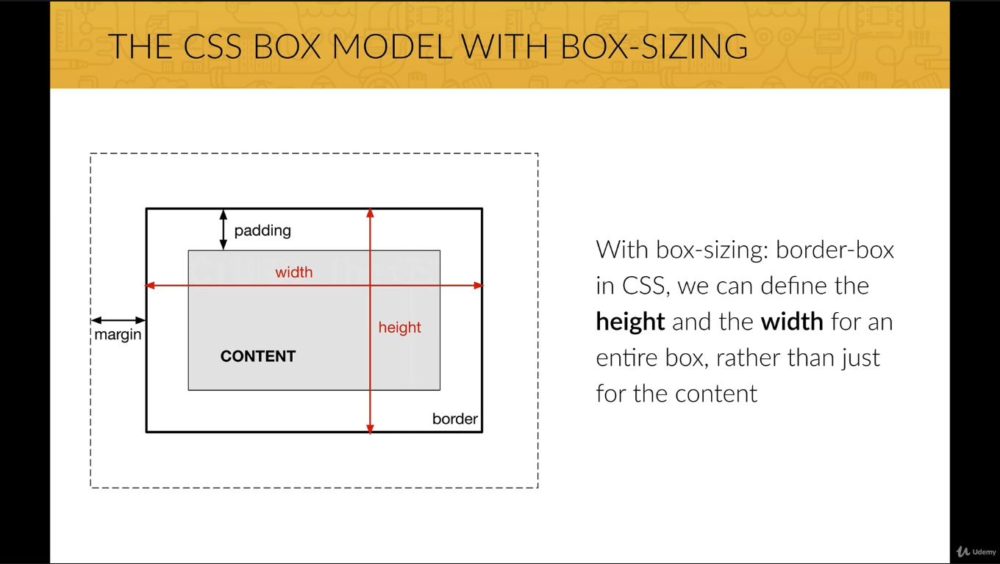 THE CSS BOX MODEL WITH BOX-SIZING
padding
width
margin
height
CONTENT
border
With box-sizing: border-box
in CSS, we can define the
height and the width for an
entire box, rather than just
for the content
Udemy